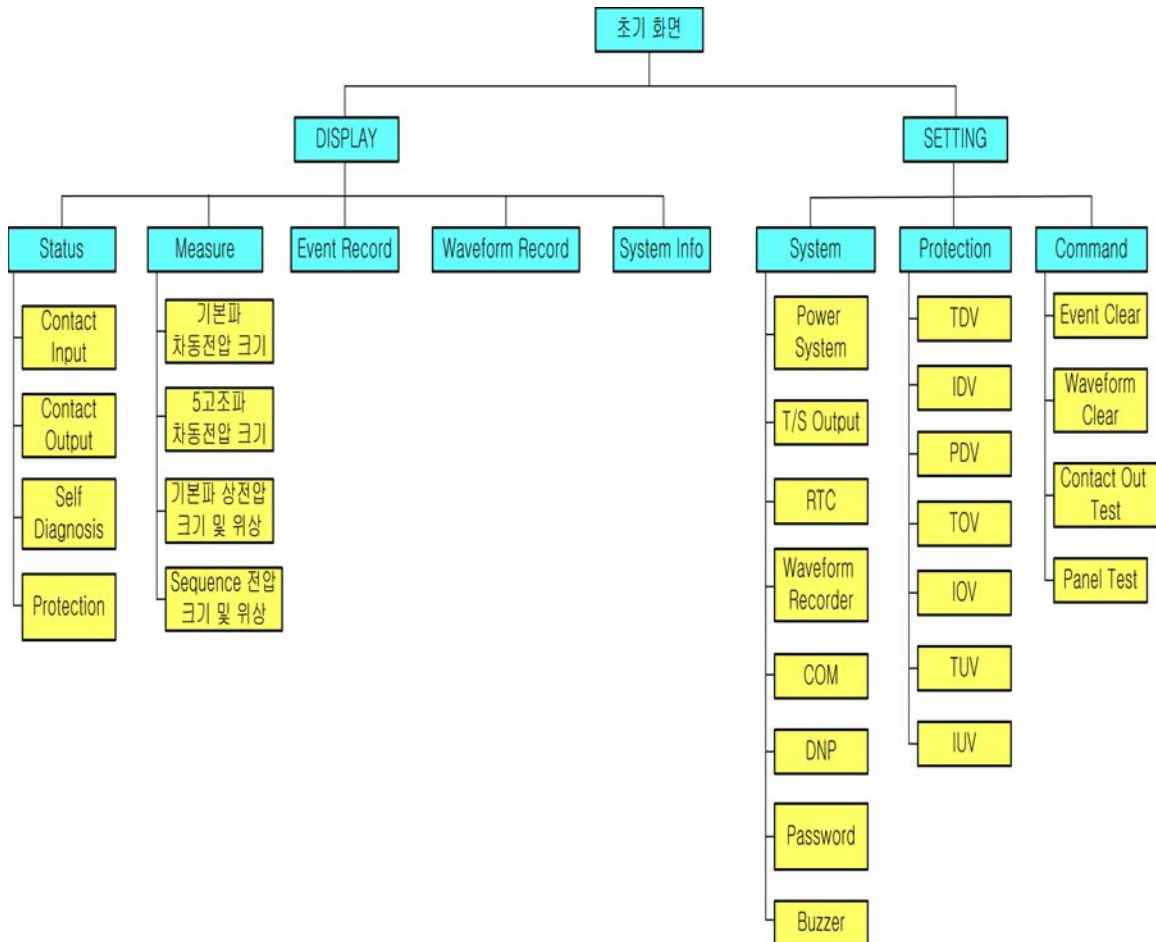 초기 화면
DISPLAY
SETTING
Status
Measure
Event Record
Waveform Record
System Info
System
Protection
Command
Contact
Input
Contact
Output
Self
Diagnosis
Protection
기본파
차동전압 크기
5고조파
차동전압 크기
기본파 상전압
크기 및 위상
Sequence 전압
크기 및 위상
Power
System
T/S Output
RTC
Waveform
Recorder
COM
DNP
Password
Buzzer
TDV
IDV
PDV
TOV
IOV
TUV
IUV
Event Clear
Waveform
Clear
Contact Out
Test
Panel Test